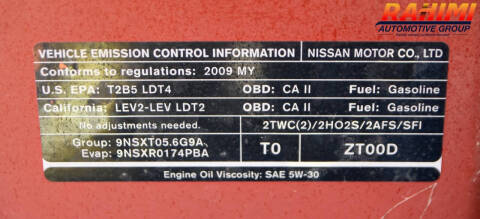 RAHIMI
AUTOMOTIVE GROUP
VEHICLE EMISSION CONTROL INFORMATION NISSAN MOTOR CO., LTD
Conforms to regulations: 2009 MY
U.S. EPA: T2B5 LDT4 OBD: CA II Fuel: Gasoline
California: LEV2-LEV LDT2 OBD: CA II Fuel: Gasoline
No adjustments needed 2TWC(2)/2HO2S/2AFS/SFI
Group: 9NSXT05.6G9A
Evap: 9NSXR0174PBA T0 ZT00D
Engine Oil Viscosity: SAE 5W-30